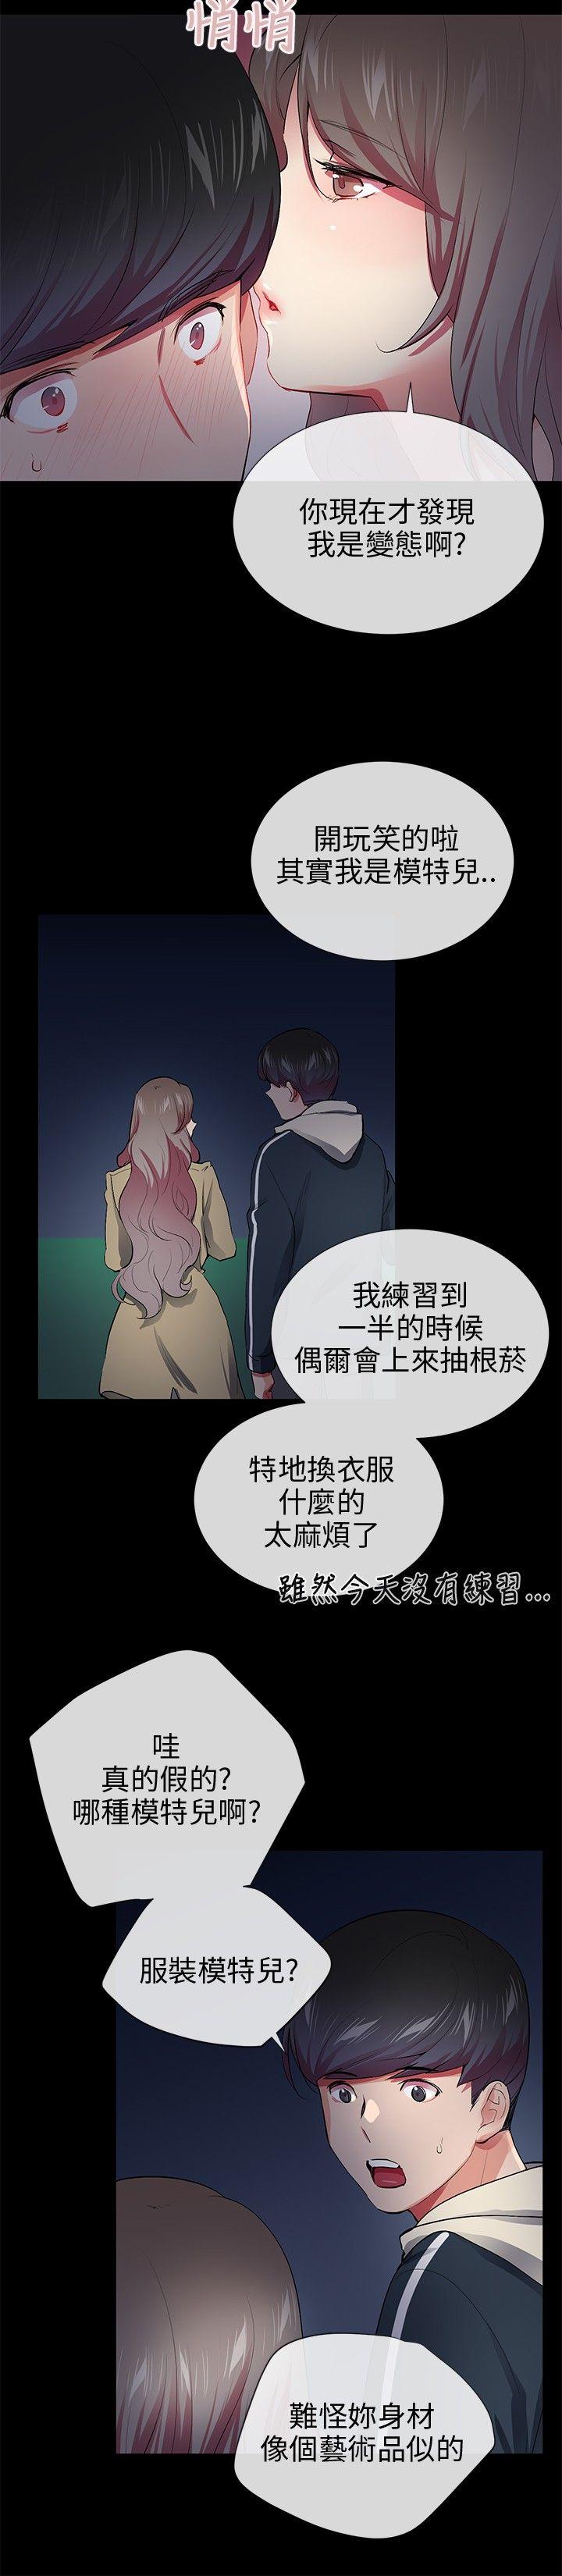 悄悄
你現在才發現
我是變態啊?
開玩笑的啦
其實我是模特兒..
我練習到
一半的時候
偶爾會上來抽根菸
特地換衣服
什麼的
太麻煩了
雖然今天沒有練習...
哇
真的假的?
哪種模特兒啊?
服裝模特兒?
難怪妳身材
像個藝術品似的